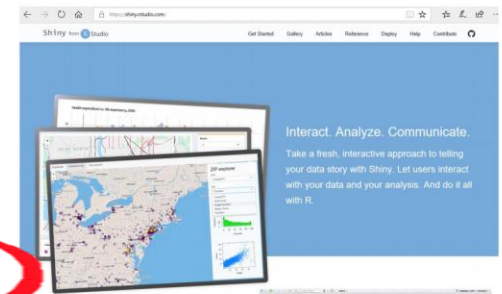 https://shiny.rstudio.com/
Shiny from R Studio
Get Started Gallery Articles Reference Deploy Help Contribute
Interact. Analyze. Communicate.
Take a fresh, interactive approach to telling
your data story with Shiny. Let users interact
with your data and your analysis. And do it all
with R.
ZIP explorer